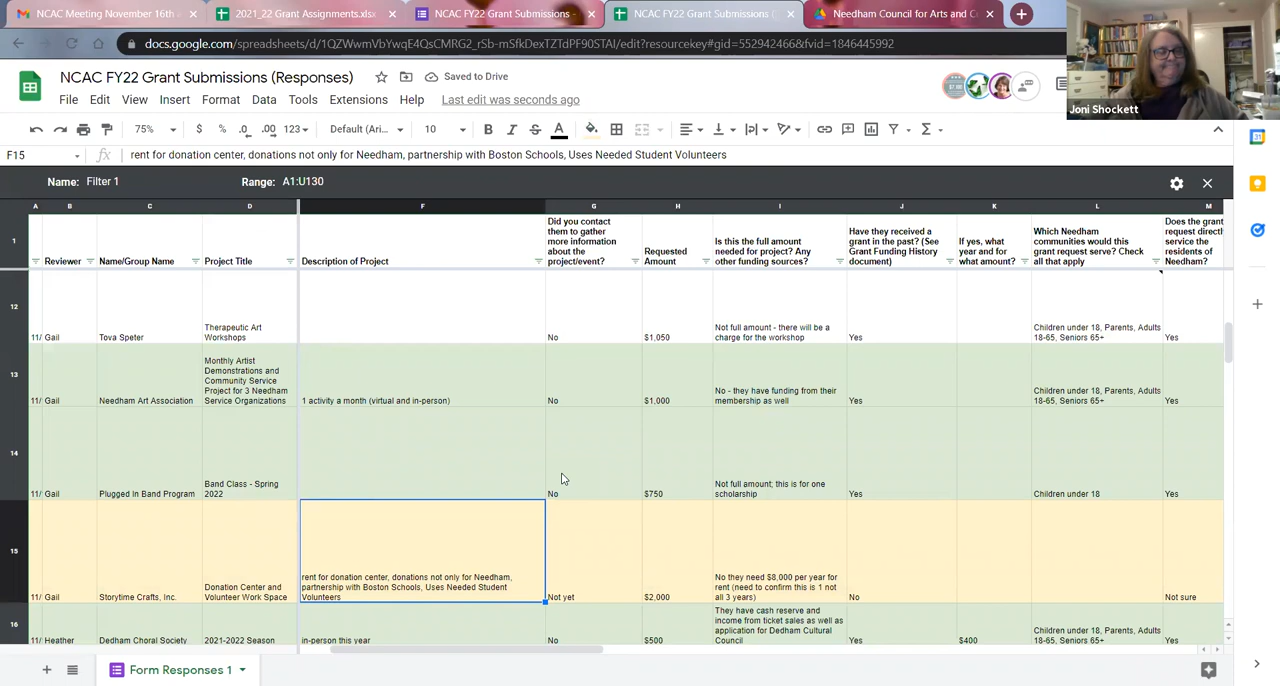 NCAC Meeting November 16th
2021_22 Grant Assignments.xlsx
NCAC FY22 Grant Submissions -
NCAC FY22 Grant Submissions (
Needham Council for Arts and C
docs.google.com/spreadsheets/d/1QZWwmVbYwqE4QsCMRG2_rSb-mSfkDexTZTdPF90STAI/edit?resourcekey#gid=552942466&fvid=1846445992
Joni Shockett
NCAC FY22 Grant Submissions (Responses)
Saved to Drive
File Edit View Insert Format Data Tools Extensions Help Last edit was seconds ago
75% $ % .0 .00 123 Default (Ari... 10 B I S A
F15 fx rent for donation center, donations not only for Needham, partnership with Boston Schools, Uses Needed Student Volunteers
Name: Filter 1 Range: A1:U130
A B C D F G H I J K L M
1
Reviewer
Name/Group Name
Project Title
Description of Project
Did you contact
them to gather
more information
about the
project/event?
Requested
Amount
Is this the full amount
needed for project? Any
other funding sources?
Have they received a
grant in the past? (See
Grant Funding History
document)
If yes, what
year and for
what amount?
Which Needham
communities would this
grant request serve? Check
all that apply
Does the grant
request directl
service the
residents of
Needham?
12
11/ Gail
Tova Speter
Therapeutic Art
Workshops
No
$1,050
Not full amount - there will be a
charge for the workshop
Yes
Children under 18, Parents, Adults
18-65, Seniors 65+
Yes
13
11/ Gail
Needham Art Association
Monthly Artist
Demonstrations and
Community Service
Project for 3 Needham
Service Organizations
1 activity a month (virtual and in-person)
No
$1,000
No - they have funding from their
membership as well
Yes
Children under 18, Parents, Adults
18-65, Seniors 65+
Yes
14
11/ Gail
Plugged In Band Program
Band Class - Spring
2022
No
$750
Not full amount; this is for one
scholarship
Yes
Children under 18
Yes
15
11/ Gail
Storytime Crafts, Inc.
Donation Center and
Volunteer Work Space
rent for donation center, donations not only for Needham,
partnership with Boston Schools, Uses Needed Student
Volunteers
Not yet
$2,000
No they need $8,000 per year for
rent (need to confirm this is 1 not
all 3 years)
No
Not sure
16
11/ Heather
Dedham Choral Society
2021-2022 Season
in-person this year
No
$500
They have cash reserve and
income from ticket sales as well as
application for Dedham Cultural
Council
Yes
$400
Children under 18, Parents, Adults
18-65, Seniors 65+
Yes
Form Responses 1